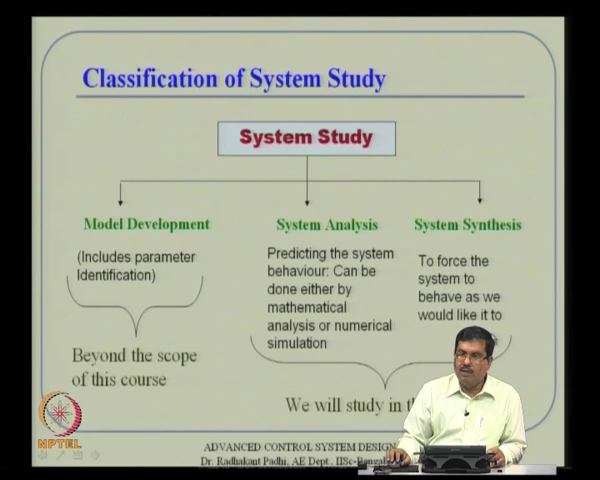 Classification of System Study
System Study
Model Development
(Includes parameter
Identification)
Beyond the scope
of this course
System Analysis
Predicting the system
behaviour: Can be
done either by
mathematical
analysis or numerical
simulation
System Synthesis
To force the
system to
behave as we
would like it to
We will study in
NPTEL
ADVANCED CONTROL SYSTEM DESIGN
Dr. Radhakant Padhi, AE Dept., IISc-Bangal